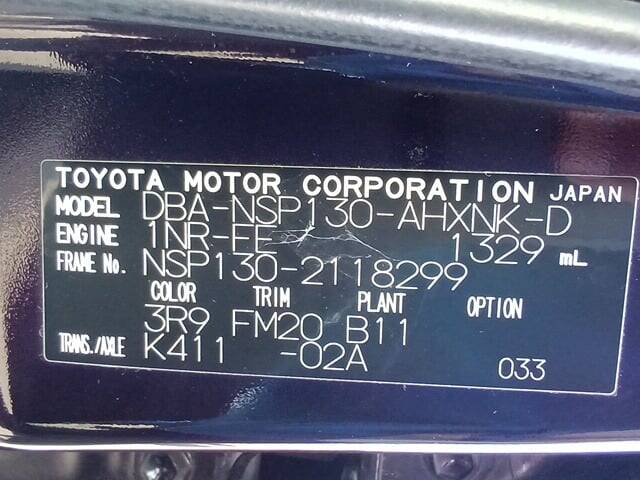 TOYOTA MOTOR CORPORATION JAPAN
MODEL DBA-NSP130-AHXNK-D
ENGINE 1NR-FE 1329 mL
FRAME No. NSP130-2118299
COLOR TRIM PLANT OPTION
3R9 FM20 B11
TRANS./AXLE K411 -02A 033